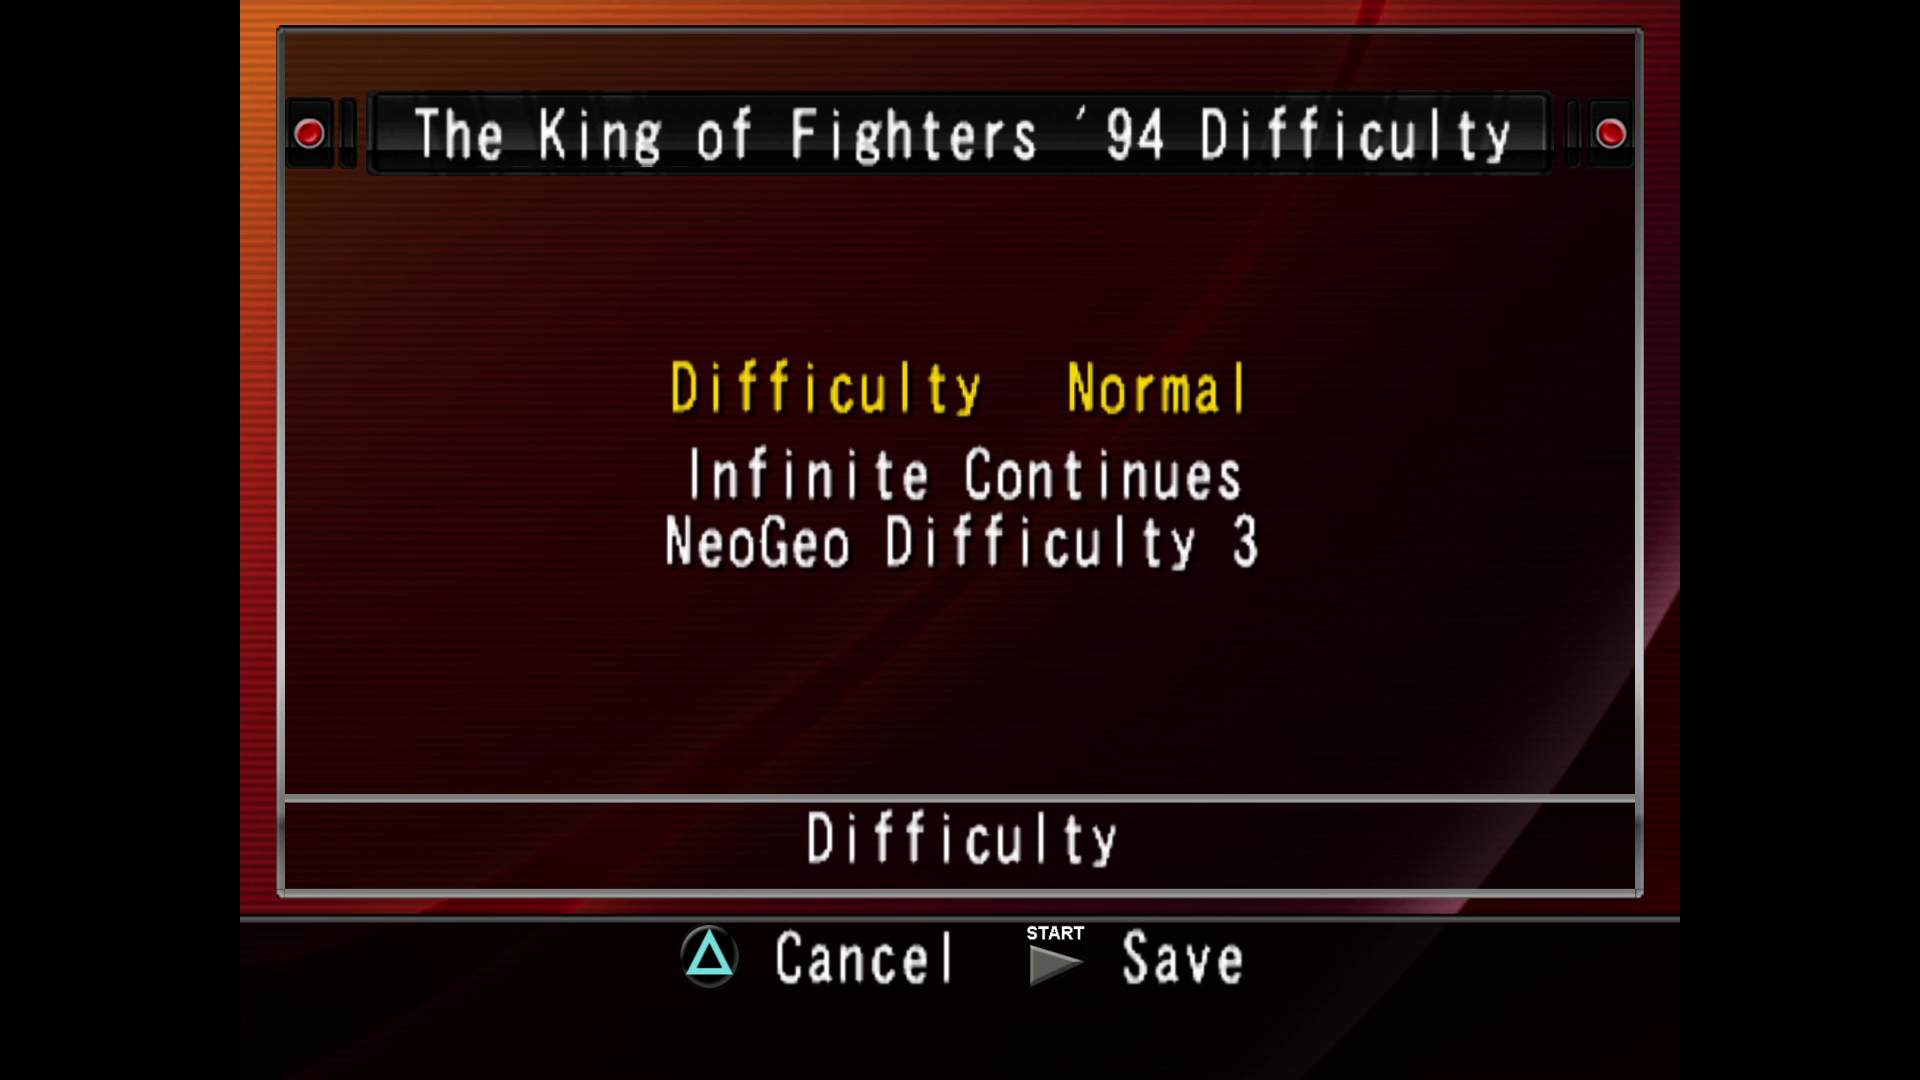 The King of Fighters '94 Difficulty
Difficulty Normal
Infinite Continues
NeoGeo Difficulty 3
Difficulty
Cancel START Save